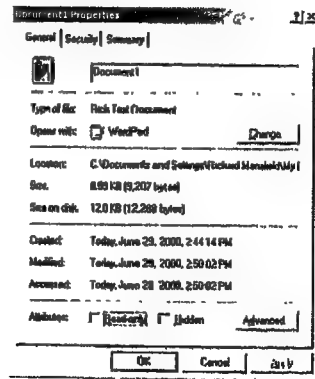 Document1 Properties
General Security Summary
Document1
Type of file: Rich Text Document
Opens with: WordPad Change...
Location: C:\Documents and Settings\Richard Mansfield\My
Size: 8.99 KB (9,207 bytes)
Size on disk: 12.0 KB (12,288 bytes)
Created: Today, June 29, 2000, 2:44:14 PM
Modified: Today, June 29, 2000, 2:50:02 PM
Accessed: Today, June 29, 2000, 2:50:02 PM
Attributes: Read-only Hidden Advanced...
OK Cancel Apply